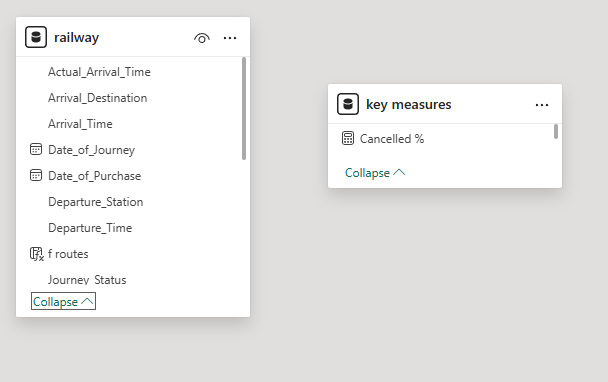 railway
Actual_Arrival_Time
Arrival_Destination
Arrival_Time
Date_of_Journey
Date_of_Purchase
Departure_Station
Departure_Time
f routes
Journey_Status
Collapse
key measures
Cancelled %
Collapse